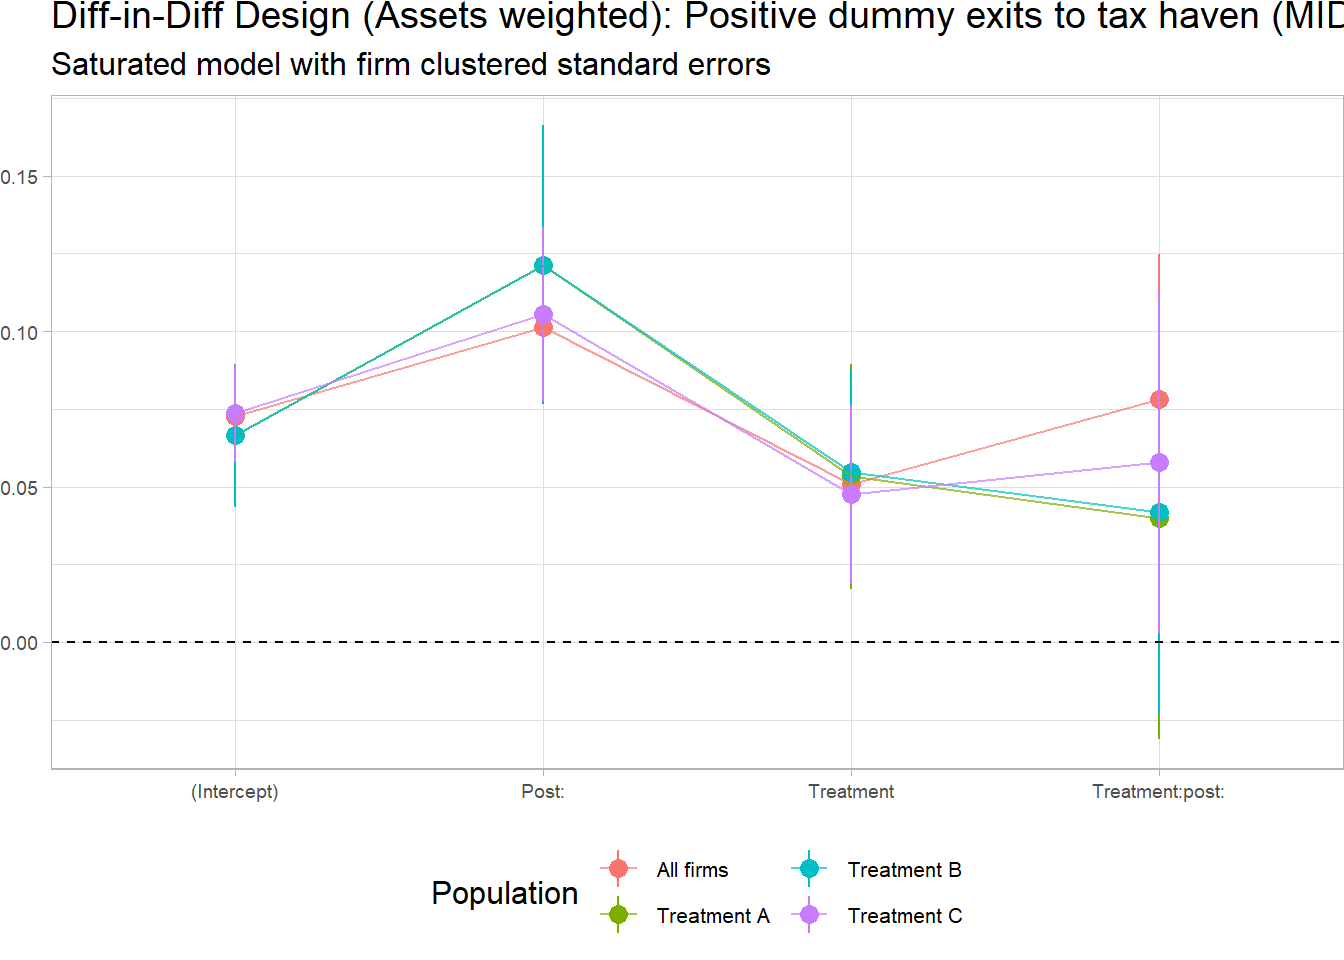 Diff-in-Diff Design (Assets weighted): Positive dummy exits to tax haven (MID
Saturated model with firm clustered standard errors
0.15
0.10
0.05
0.00
(Intercept) Post: Treatment Treatment:post:
Population
All firms Treatment B
Treatment A Treatment C